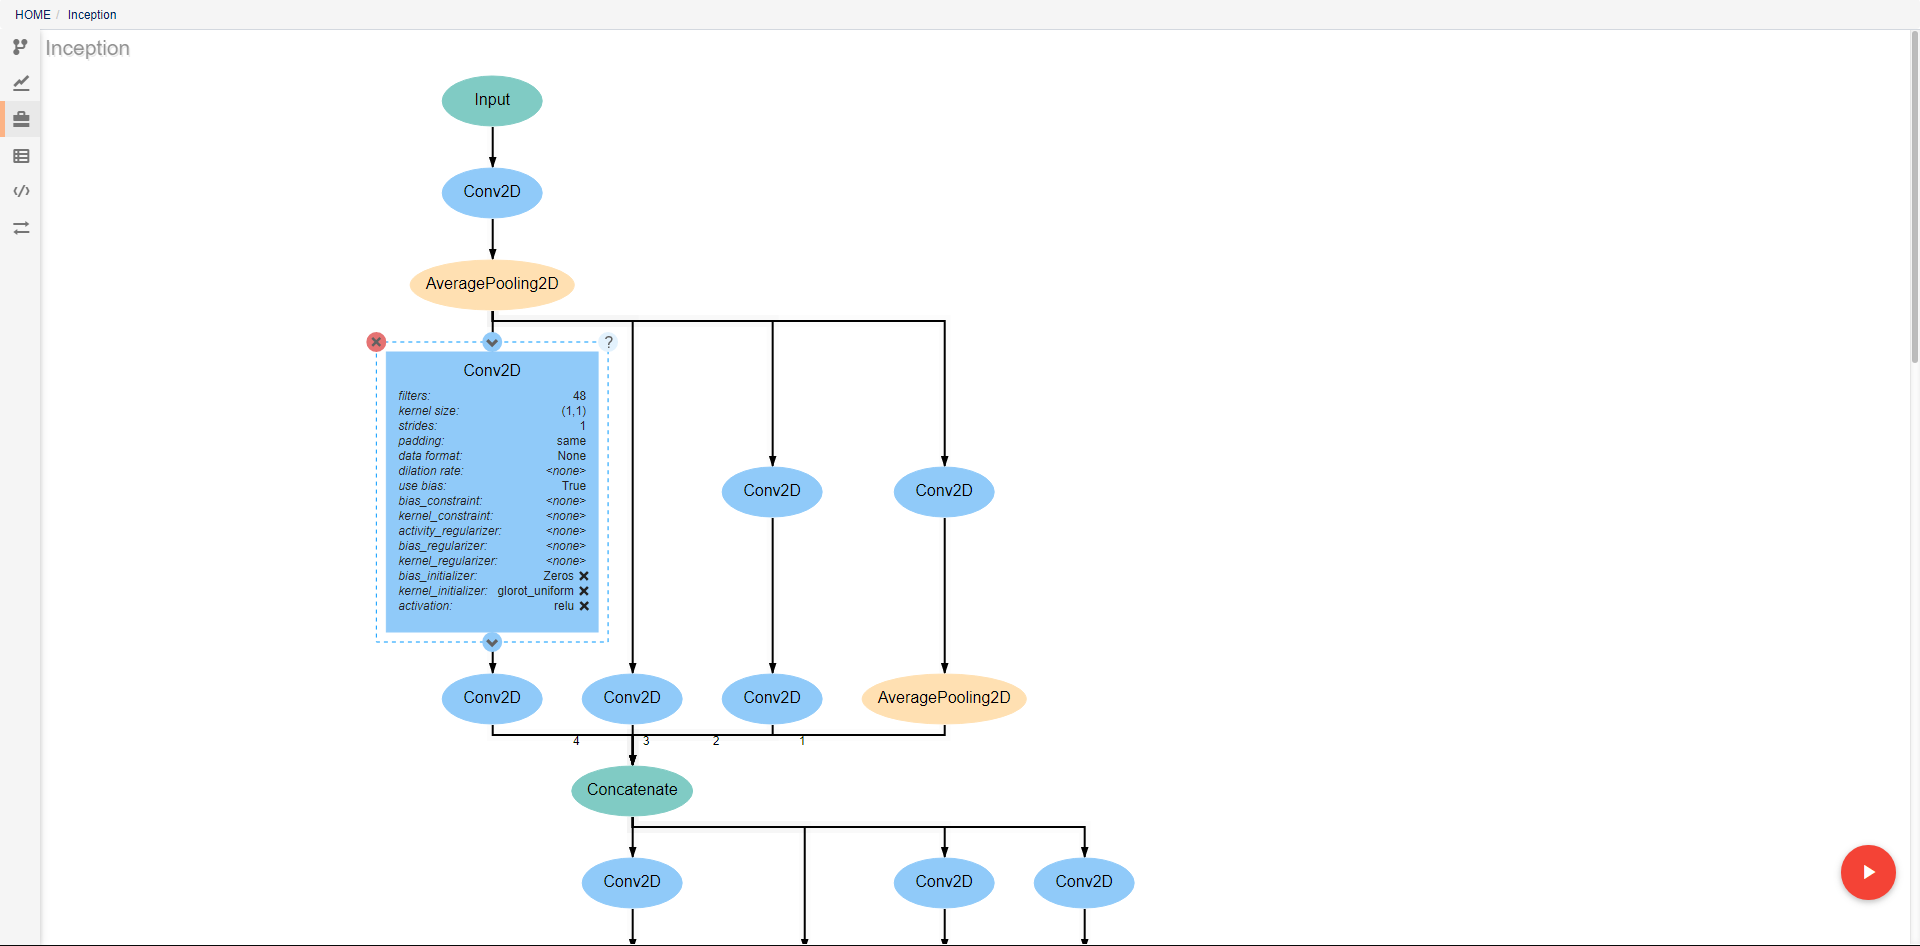 HOME / Inception
Inception
Input
Conv2D
AveragePooling2D
?
Conv2D
filters: 48
kernel size: (1,1)
strides: 1
padding: same
data format: None
dilation rate: <none>
use bias: True
bias_constraint: <none>
kernel_constraint: <none>
activity_regularizer: <none>
bias_regularizer: <none>
kernel_regularizer: <none>
bias_initializer: Zeros
kernel_initializer: glorot_uniform
activation: relu
Conv2D Conv2D
Conv2D Conv2D Conv2D AveragePooling2D
4 3 2 1
Concatenate
Conv2D Conv2D Conv2D